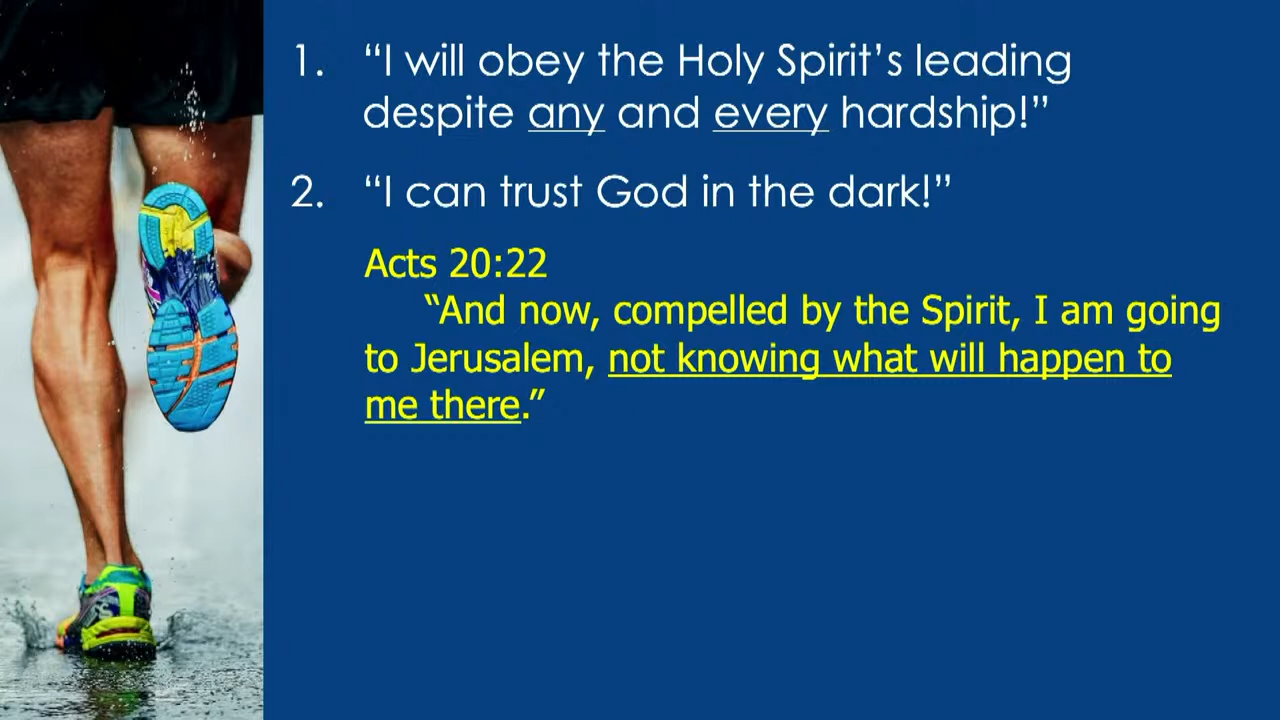 1. “I will obey the Holy Spirit’s leading
despite any and every hardship!”
2. “I can trust God in the dark!”
Acts 20:22
“And now, compelled by the Spirit, I am going
to Jerusalem, not knowing what will happen to
me there.”